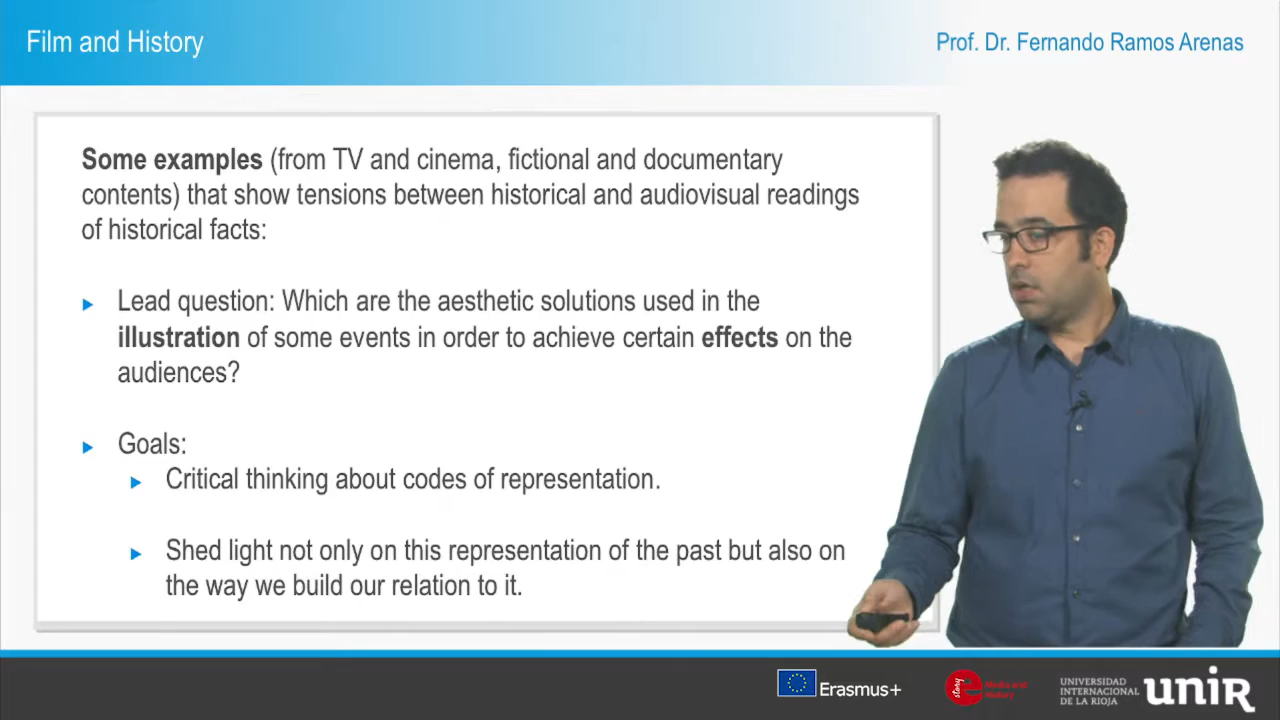 Film and History
Prof. Dr. Fernando Ramos Arenas
Some examples (from TV and cinema, fictional and documentary
contents) that show tensions between historical and audiovisual readings
of historical facts:
Lead question: Which are the aesthetic solutions used in the
illustration of some events in order to achieve certain effects on the
audiences?
Goals:
Critical thinking about codes of representation.
Shed light not only on this representation of the past but also on
the way we build our relation to it.
Erasmus+
e
story
Media and
History
UNIVERSIDAD
INTERNACIONAL
DE LA RIOJA
unir